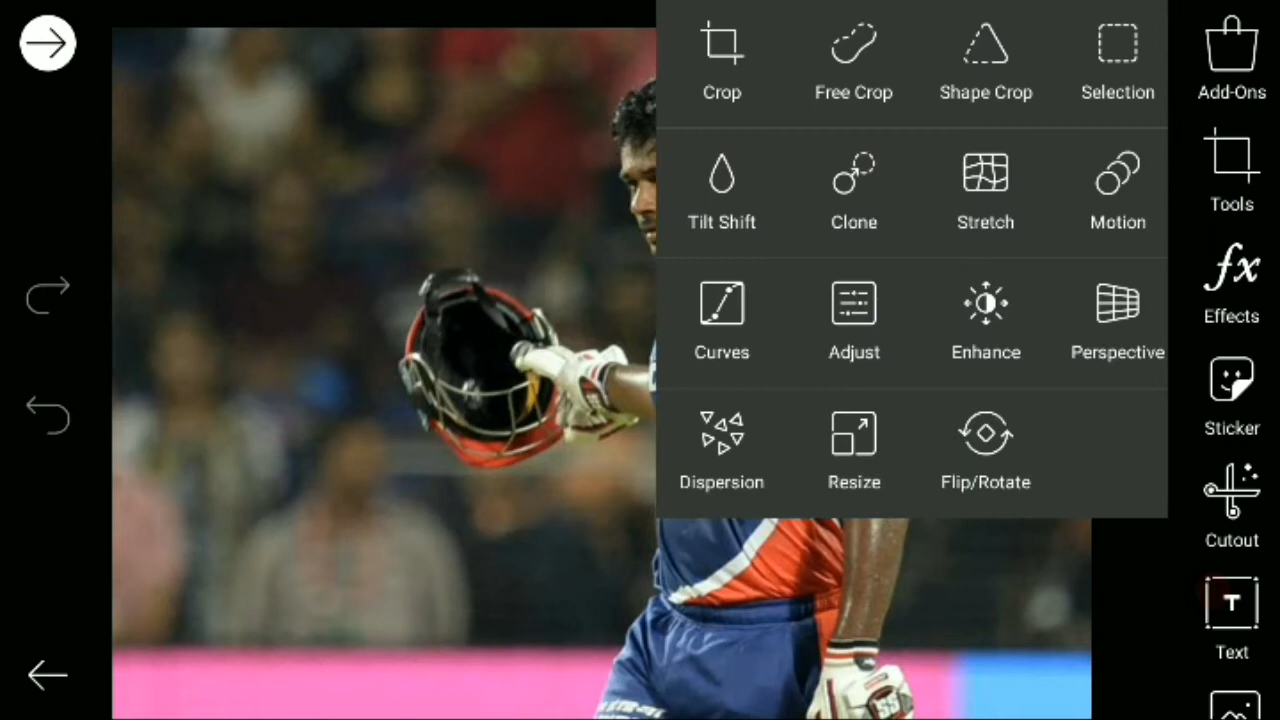 Crop
Free Crop
Shape Crop
Selection
Tilt Shift
Clone
Stretch
Motion
Curves
Adjust
Enhance
Perspective
Dispersion
Resize
Flip/Rotate
Add-Ons
Tools
fx
Effects
Sticker
Cutout
T
Text